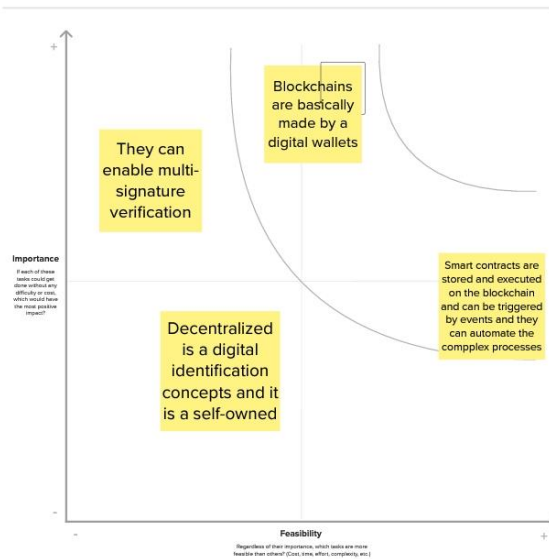 +
Blockchains
are basically
made by a
digital wallets
They can
enable multi-
signature
verification
Importance
If each of these
tasks could get
done without any
difficulty or cost,
which would have
the most positive
impact?
Smart contracts are
stored and executed
on the blockchain
and can be triggered
by events and they
can automate the
compplex processes
Decentralized
is a digital
identification
concepts and it
is a self-owned
-
-
Feasibility
+
Regardless of their importance, which tasks are more
feasible than others? (Cost, time, effort, complexity, etc.)